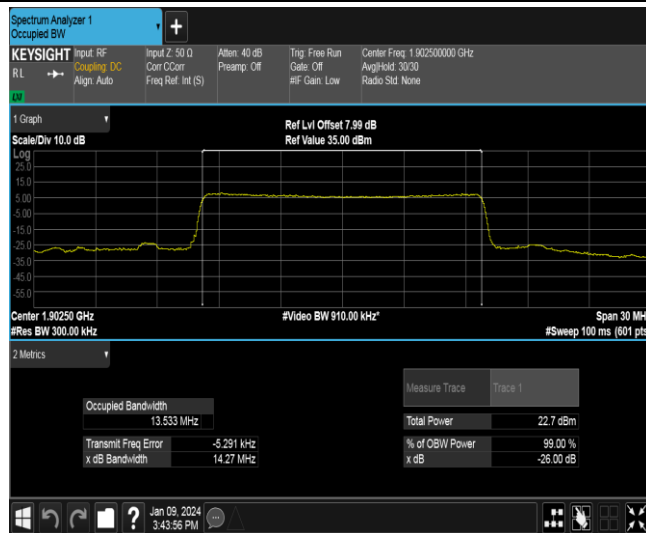 Spectrum Analyzer 1
Occupied BW
+
KEYSIGHT Input: RF Input Z: 50 Ω Atten: 40 dB Trig: Free Run Center Freq: 1.902500000 GHz
RL Coupling: DC Corr CCorr Preamp: Off Gate: Off Avg|Hold: 30/30
Align: Auto Freq Ref: Int (S) #IF Gain: Low Radio Std: None
LXI
1 Graph
Ref Lvl Offset 7.99 dB
Scale/Div 10.0 dB Ref Value 35.00 dBm
Log
25.0
15.0
5.00
-5.00
-15.0
-25.0
-35.0
-45.0
-55.0
Center 1.90250 GHz #Video BW 910.00 kHz* Span 30 MH
#Res BW 300.00 kHz #Sweep 100 ms (601 pts
2 Metrics
Measure Trace Trace 1
Occupied Bandwidth
13.533 MHz Total Power 22.7 dBm
Transmit Freq Error -5.291 kHz % of OBW Power 99.00 %
x dB Bandwidth 14.27 MHz x dB -26.00 dB
? Jan 09, 2024
3:43:56 PM